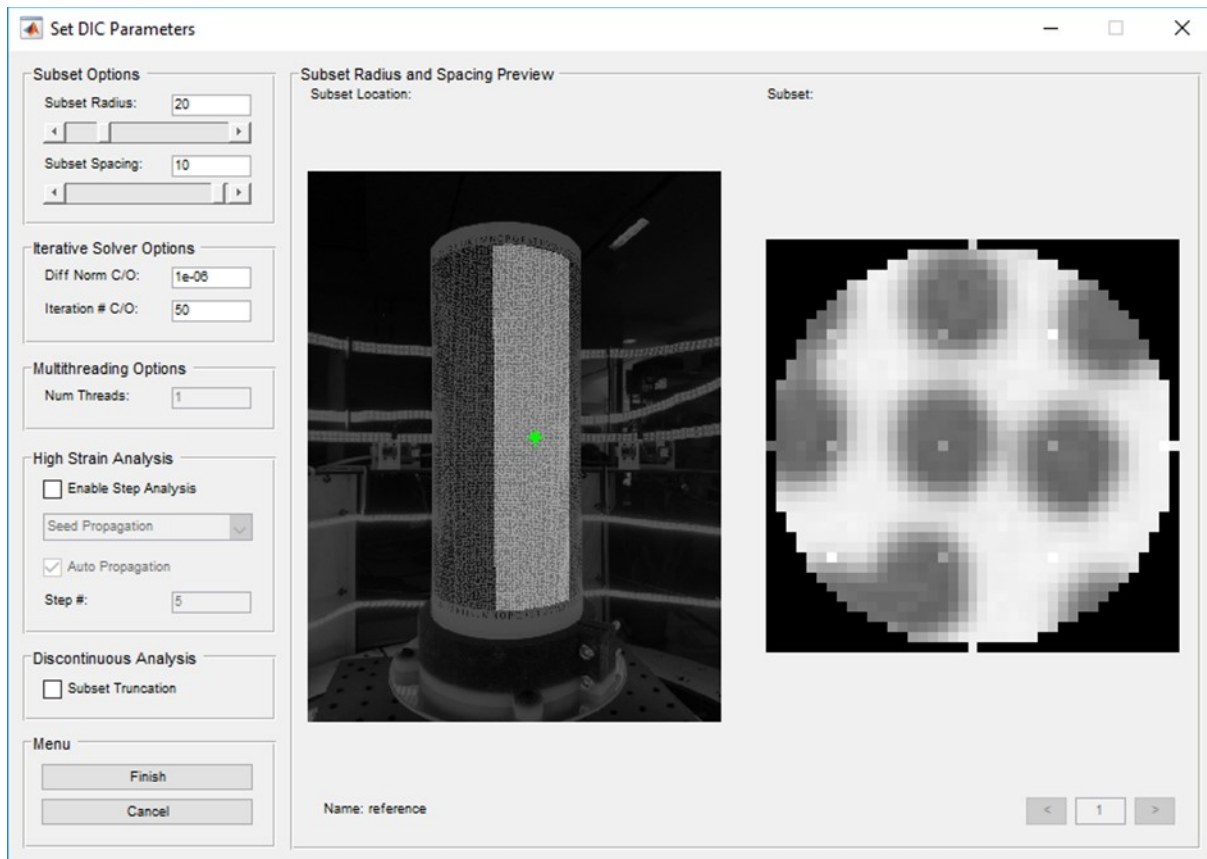 Set DIC Parameters
Subset Options
Subset Radius: 20
Subset Spacing: 10
Iterative Solver Options
Diff Norm C/O: 1e-06
Iteration # C/O: 50
Multithreading Options
Num Threads: 1
High Strain Analysis
Enable Step Analysis
Seed Propagation
Auto Propagation
Step #: 5
Discontinuous Analysis
Subset Truncation
Menu
Finish
Cancel
Subset Radius and Spacing Preview
Subset Location:
Subset:
Name: reference
< 1 >